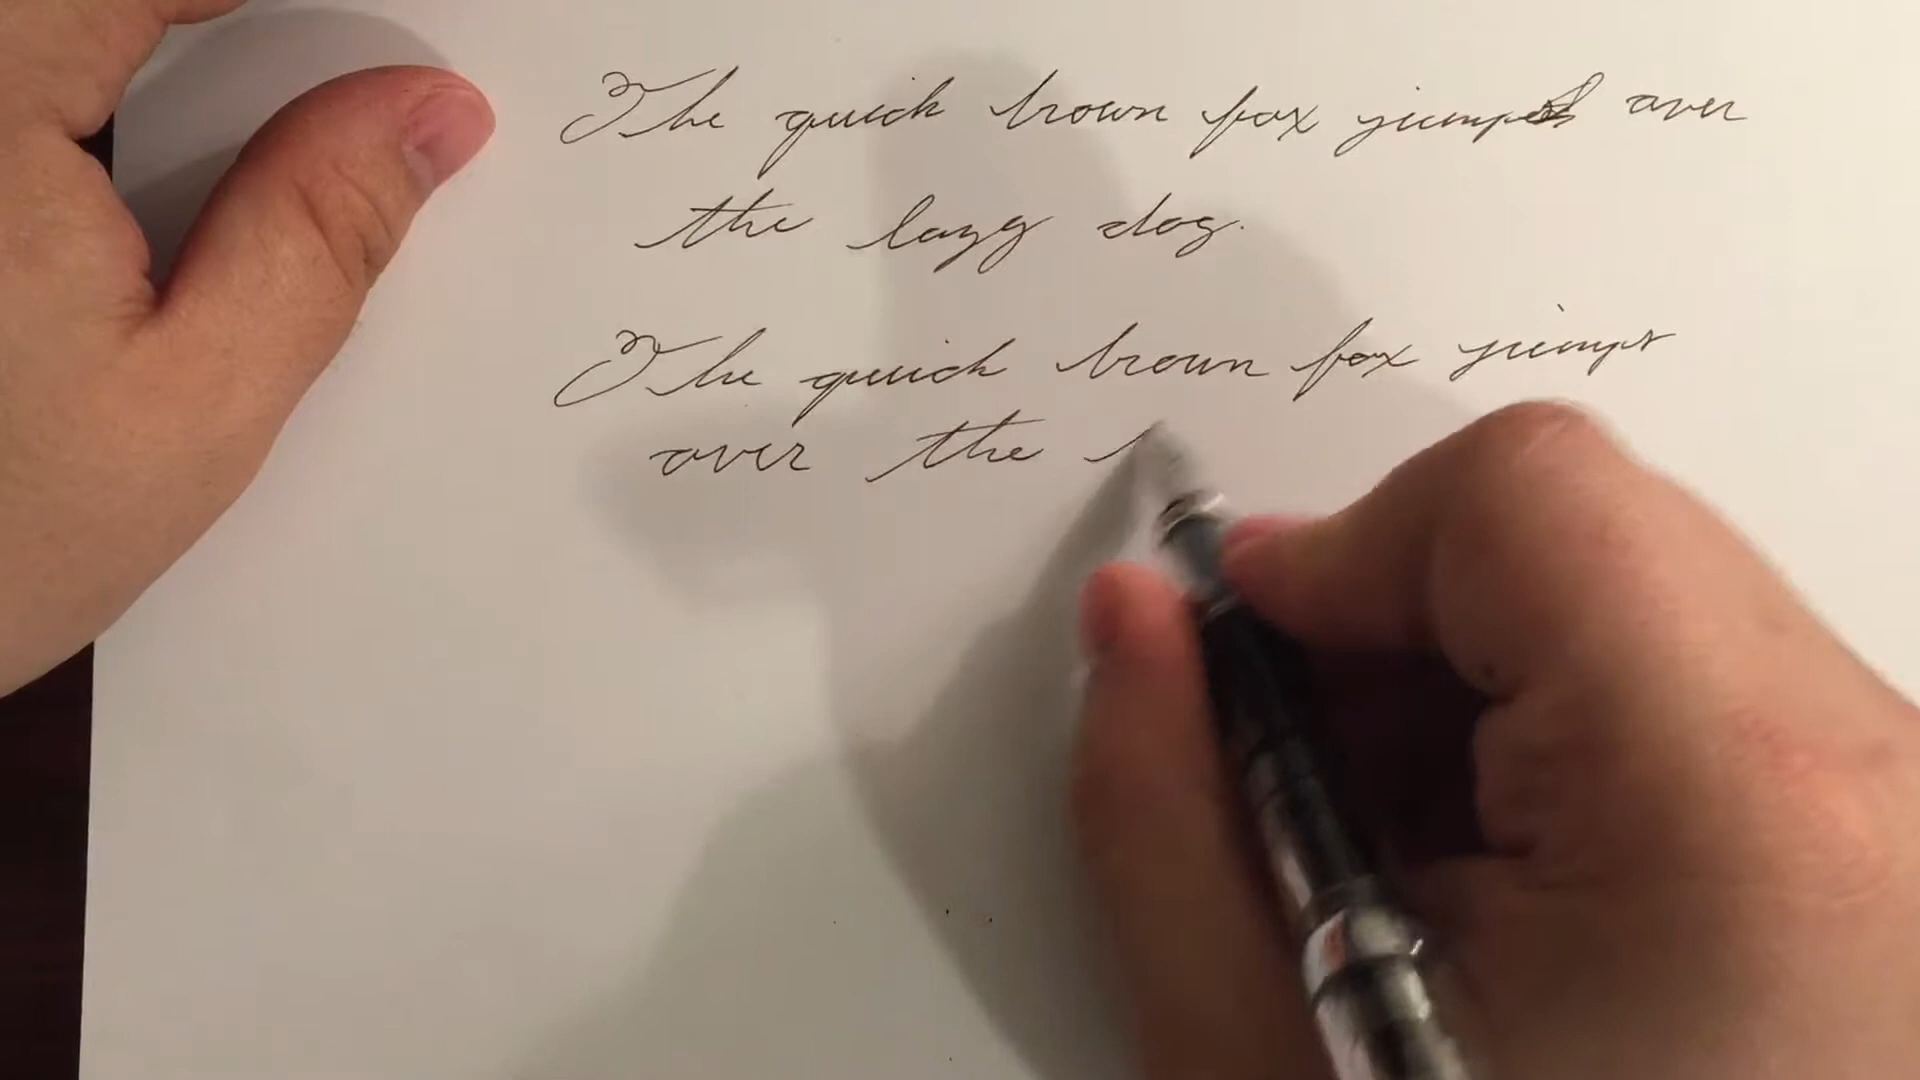 The quick brown fox jumps over
the lazy dog.
The quick brown fox jumps
over the l